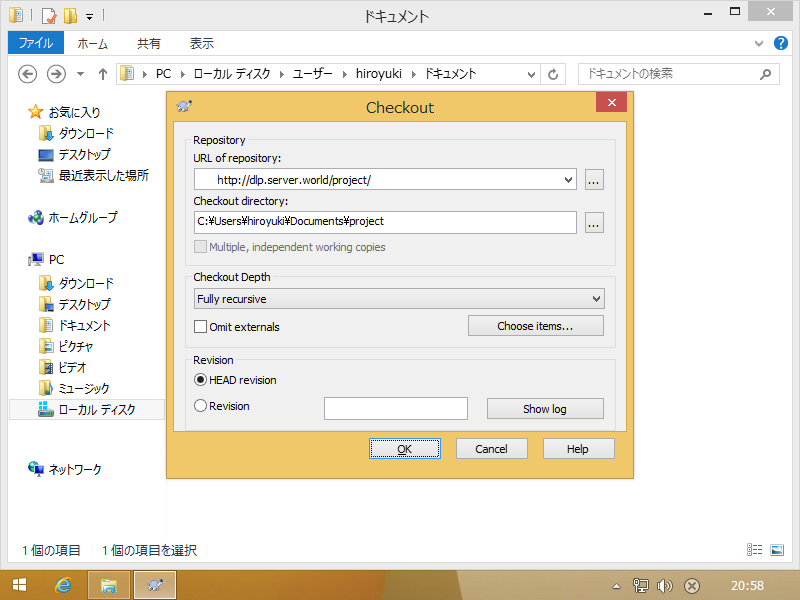 ドキュメント
ファイル ホーム 共有 表示
PC ローカル ディスク ユーザー hiroyuki ドキュメント
ドキュメントの検索
お気に入り
ダウンロード
デスクトップ
最近表示した場所
ホームグループ
PC
ダウンロード
デスクトップ
ドキュメント
ピクチャ
ビデオ
ミュージック
ローカル ディスク
ネットワーク
Checkout
Repository
URL of repository:
http://dlp.server.world/project/
...
Checkout directory:
C:¥Users¥hiroyuki¥Documents¥project
...
Multiple, independent working copies
Checkout Depth
Fully recursive
Omit externals
Choose items...
Revision
HEAD revision
Revision
Show log
OK Cancel Help
1 個の項目 1 個の項目を選択
20:58